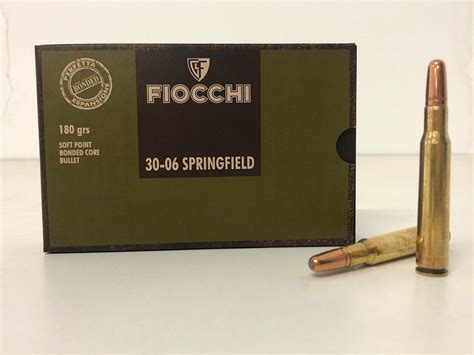 PERFETTA
BONDED
ESPANSIONE
FIOCCHI
180 grs
SOFT POINT
BONDED CORE
BULLET
30-06 SPRINGFIELD